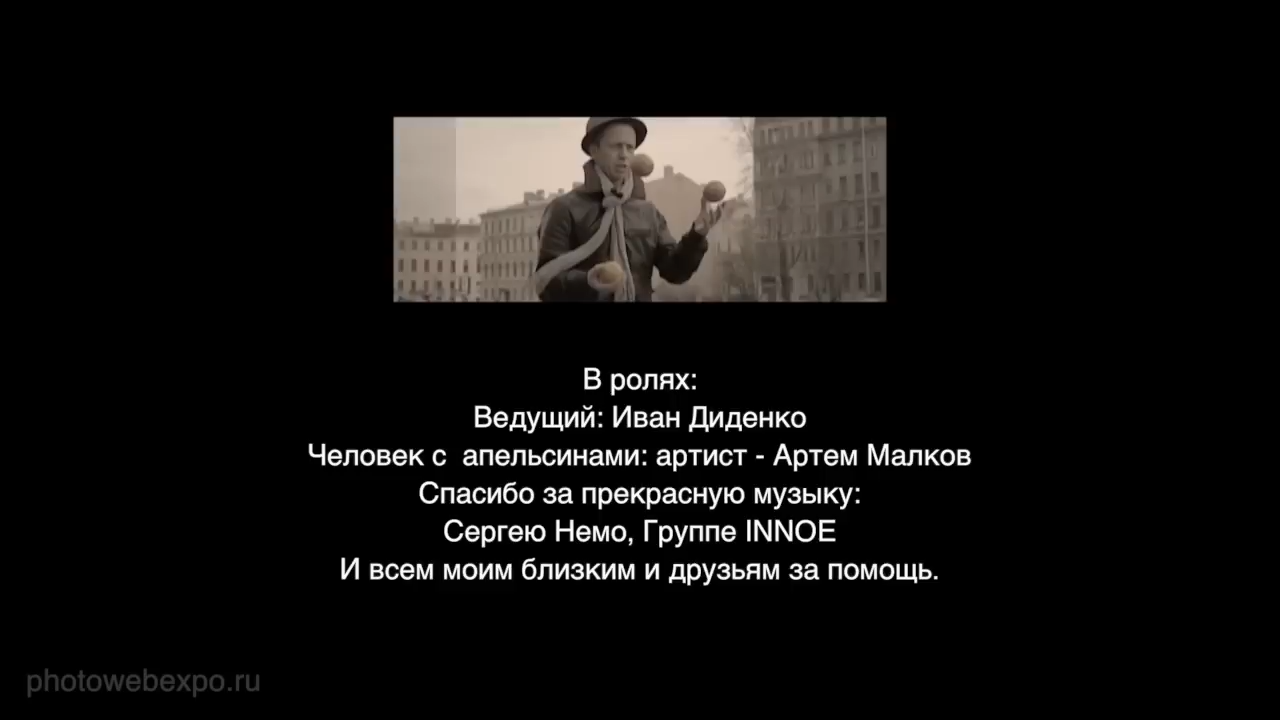 В ролях:
Ведущий: Иван Диденко
Человек с  апельсинами: артист - Артем Малков
Спасибо за прекрасную музыку:
Сергею Немо, Группе INNOE
И всем моим близким и друзьям за помощь.
photowebexpo.ru